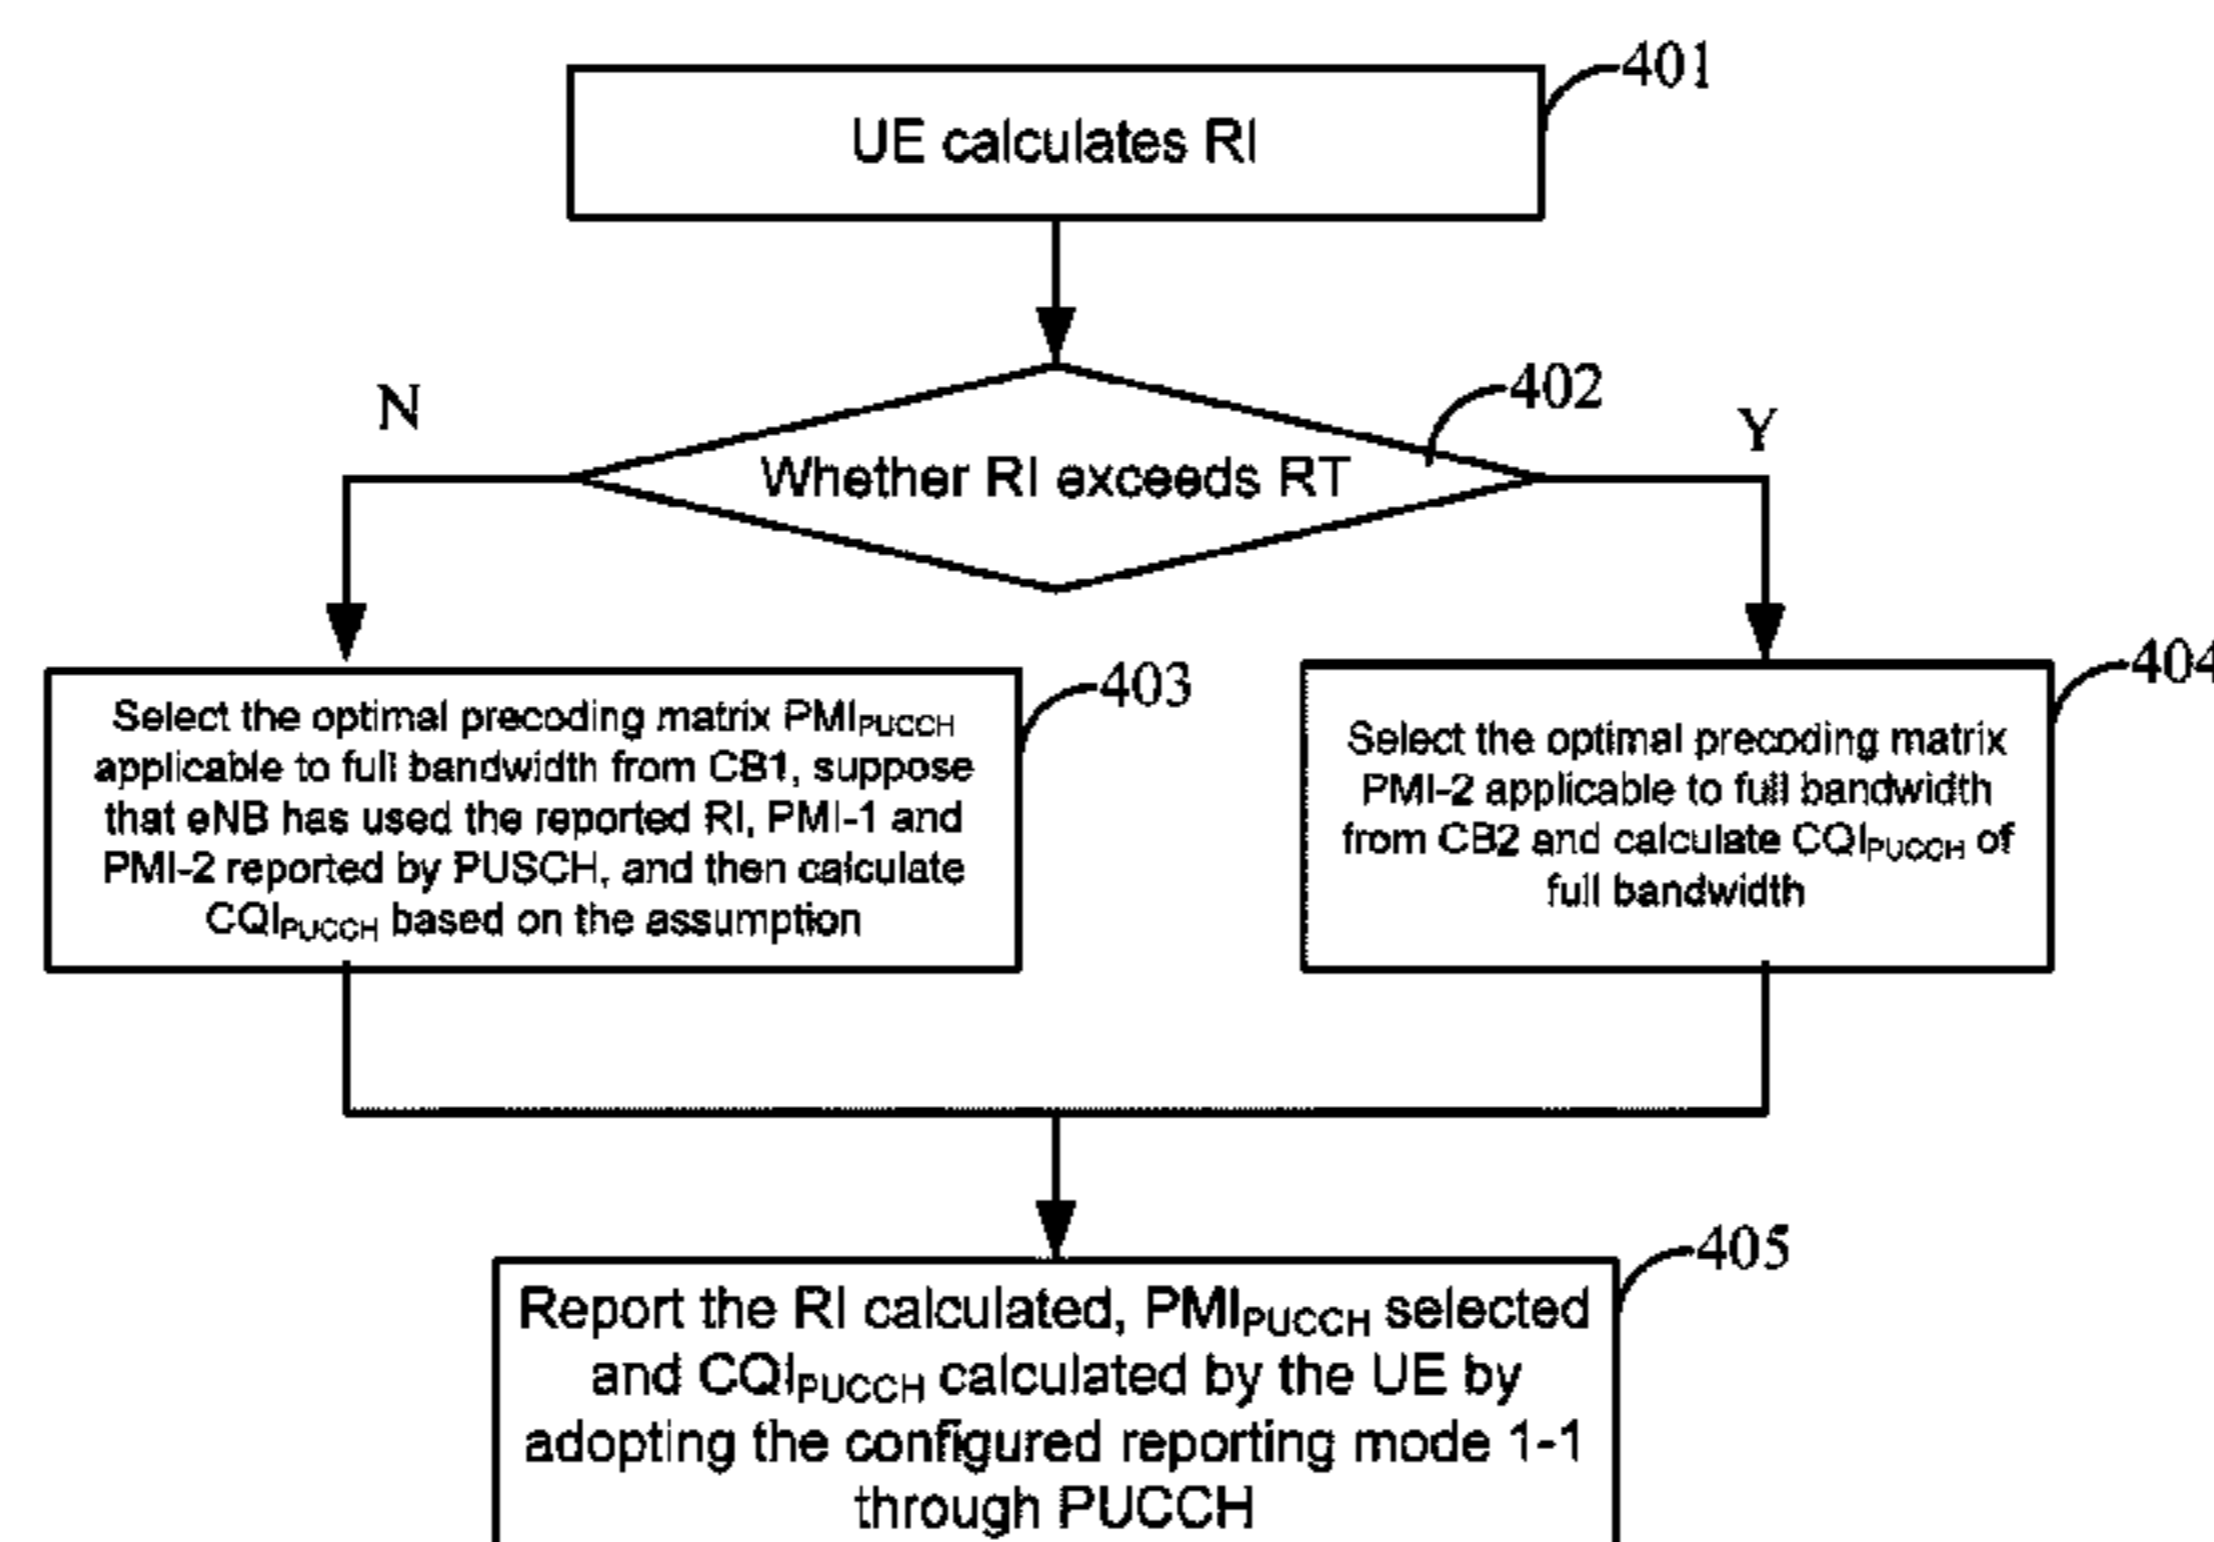 401
UE calculates RI
402
N
Y
Whether RI exceeds RT
403
404
Select the optimal precoding matrix PMIPUCCH
applicable to full bandwidth from CB1, suppose
that eNB has used the reported RI, PMI-1 and
PMI-2 reported by PUSCH, and then calculate
CQIPUCCH based on the assumption
Select the optimal precoding matrix
PMI-2 applicable to full bandwidth
from CB2 and calculate CQIPUCCH of
full bandwidth
405
Report the RI calculated, PMIPUCCH selected
and CQIPUCCH calculated by the UE by
adopting the configured reporting mode 1-1
through PUCCH